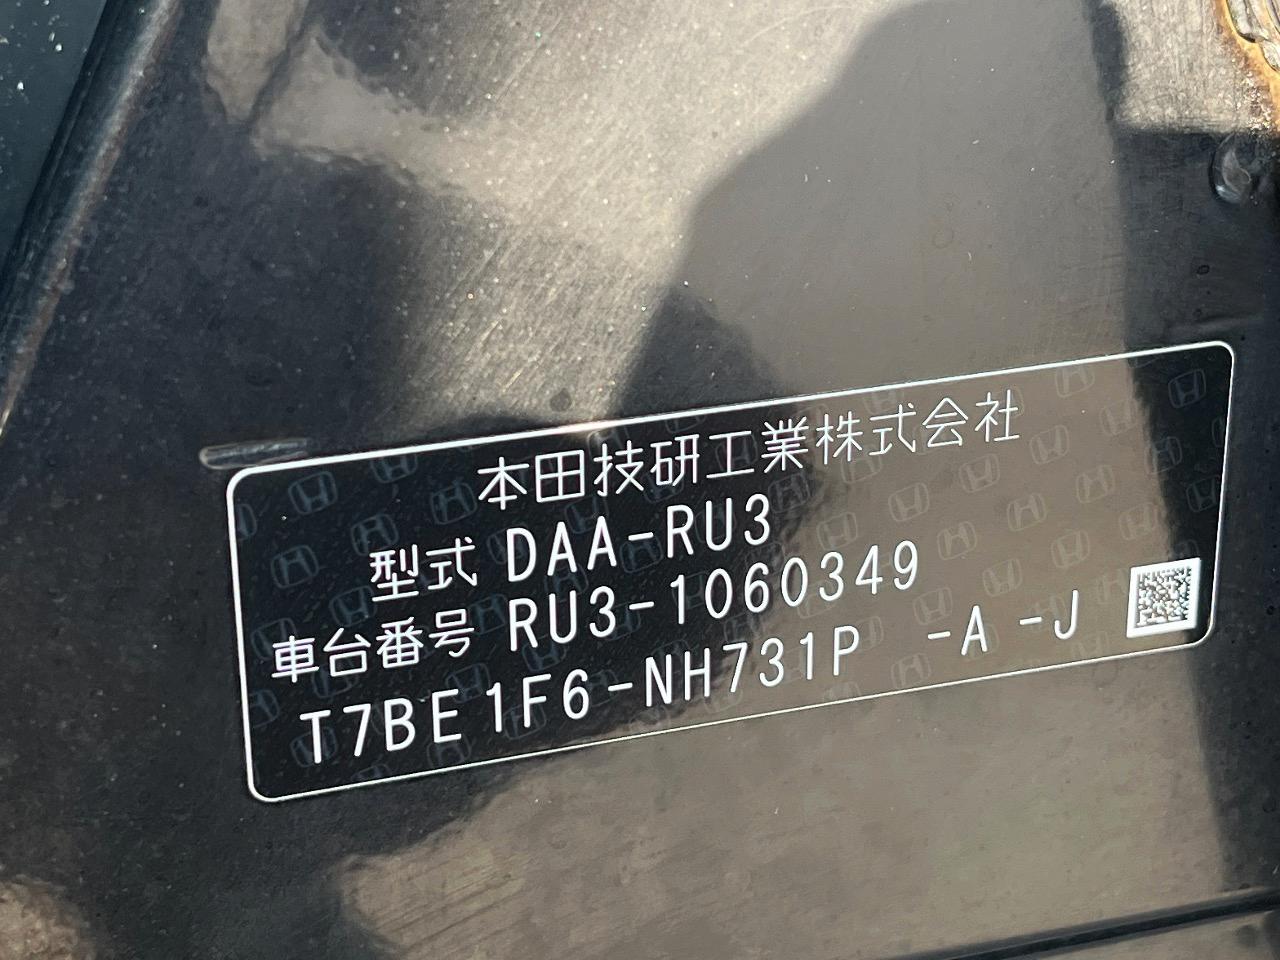 本田技研工業株式会社
型式 DAA-RU3
車台番号 RU3-1060349
T7BE1F6-NH731P -A -J